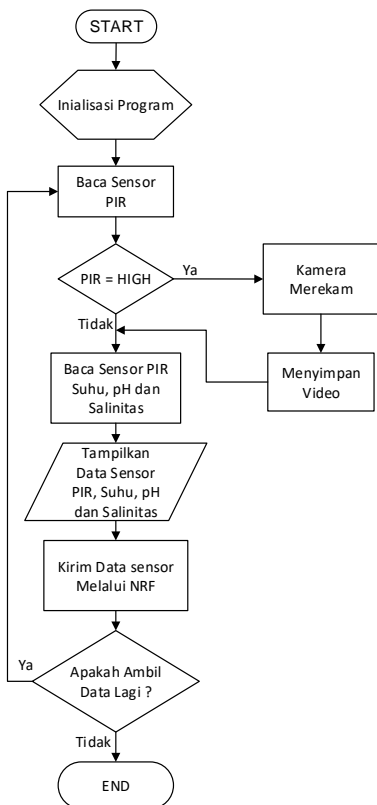 START
Inialisasi Program
Baca Sensor
PIR
PIR = HIGH
Ya
Kamera
Merekam
Tidak
Menyimpan
Video
Baca Sensor PIR
Suhu, pH dan
Salinitas
Tampilkan
Data Sensor
PIR, Suhu, pH
dan Salinitas
Kirim Data sensor
Melalui NRF
Ya
Apakah Ambil
Data Lagi ?
Tidak
END